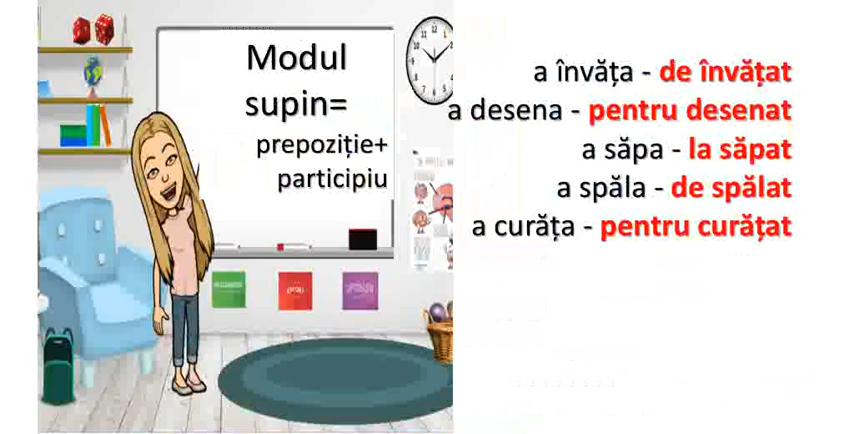 Modul
supin=
prepoziție+
participiu
a învăța - de învățat
a desena - pentru desenat
a săpa - la săpat
a spăla - de spălat
a curăța - pentru curățat